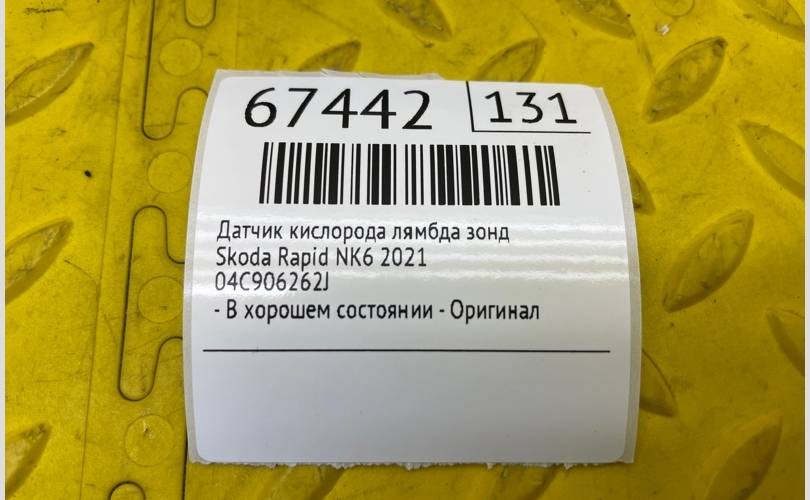 67442 131
Датчик кислорода лямбда зонд
Skoda Rapid NK6 2021
04C906262J
- В хорошем состоянии - Оригинал